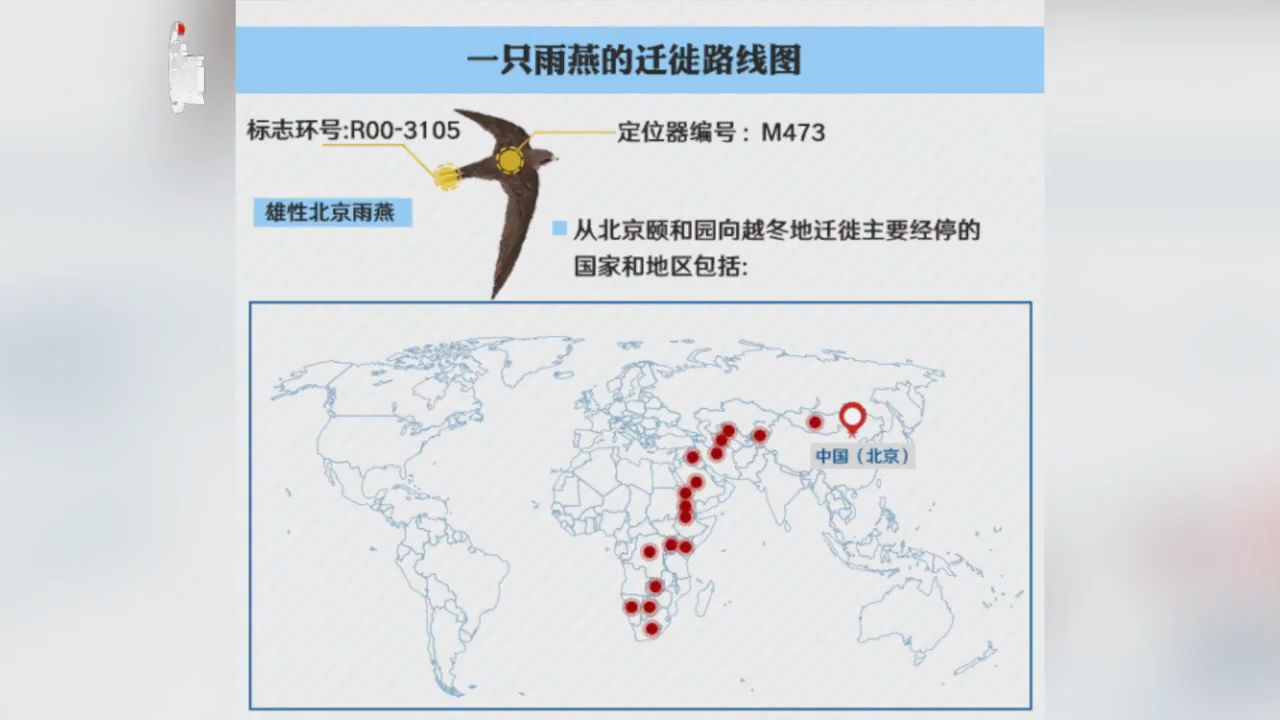 一只雨燕的迁徙路线图
标志环号:R00-3105
定位器编号：M473
雄性北京雨燕
从北京颐和园向越冬地迁徙主要经停的
国家和地区包括:
中国（北京）